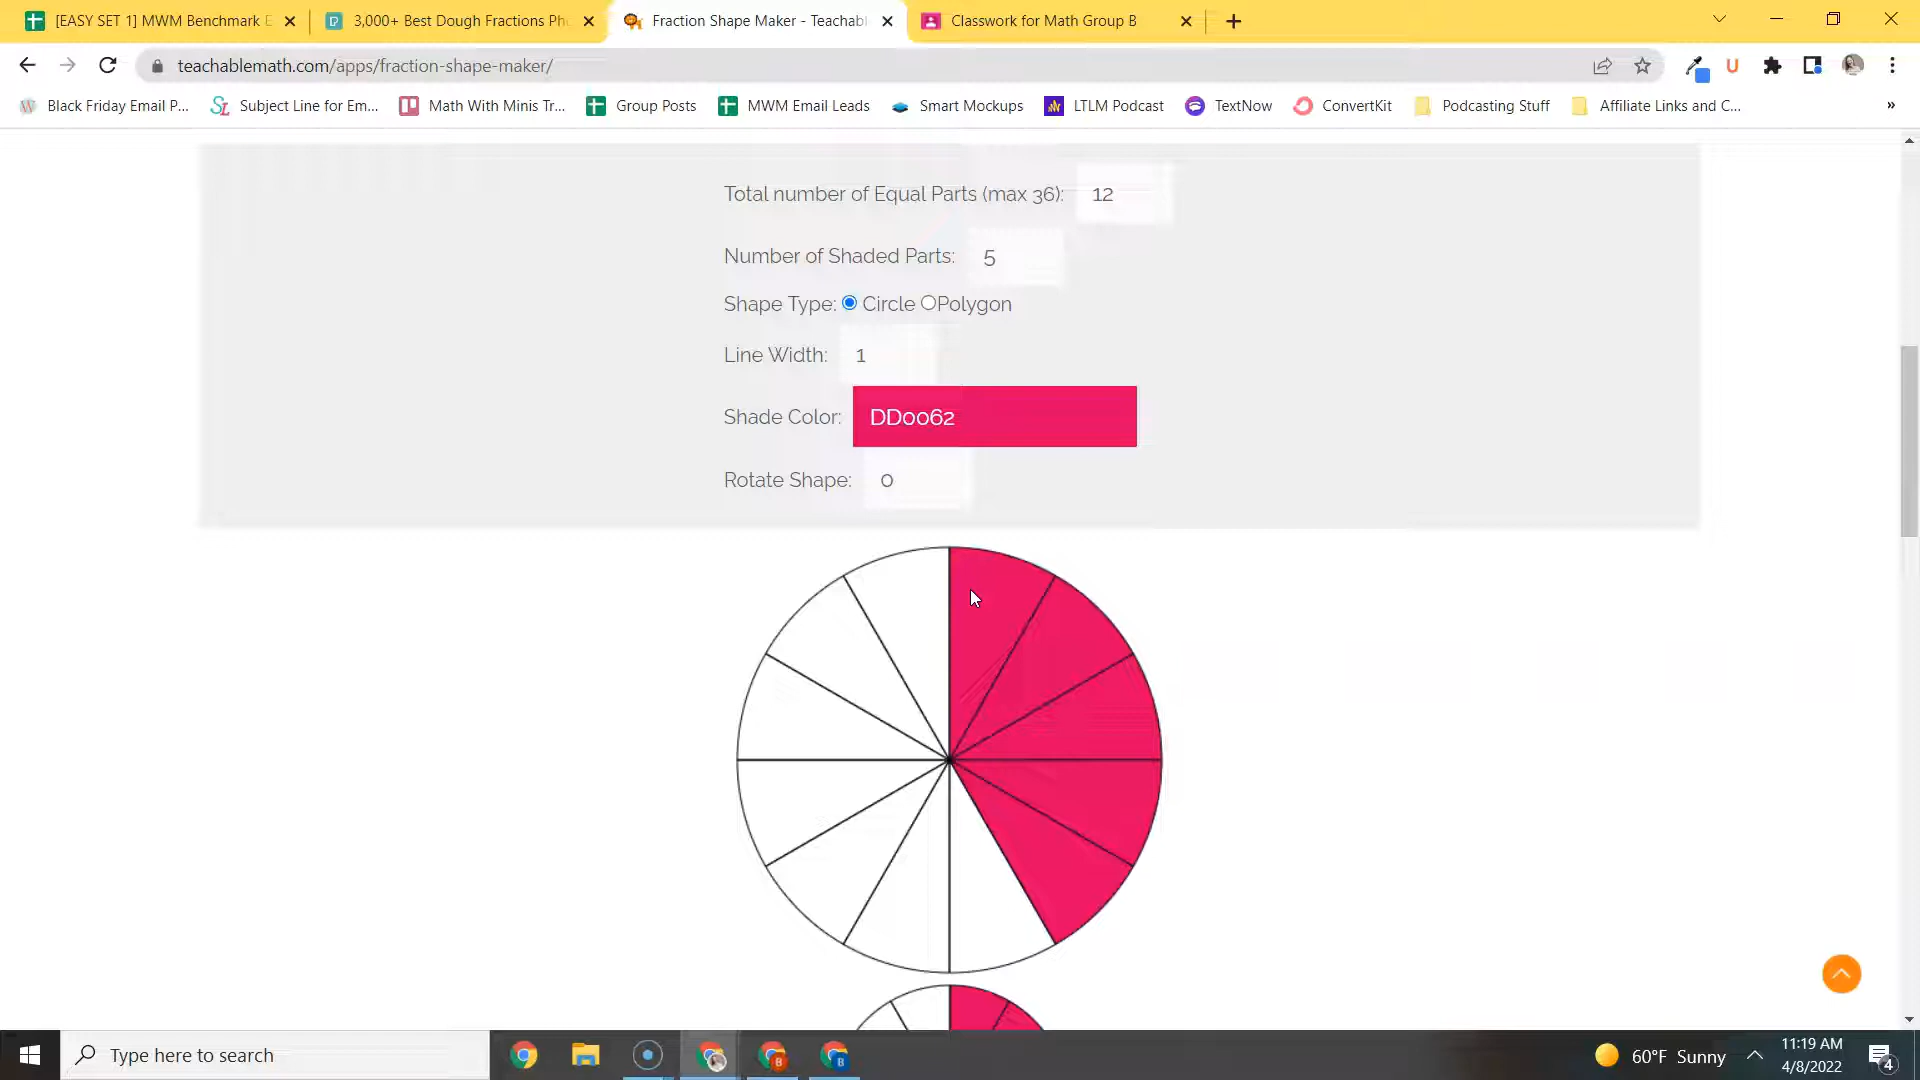 [EASY SET 1] MWM Benchmark E
3,000+ Best Dough Fractions Ph
Fraction Shape Maker - Teachabl
Classwork for Math Group B
teachablemath.com/apps/fraction-shape-maker/
Black Friday Email P...
Subject Line for Em...
Math With Minis Tr...
Group Posts
MWM Email Leads
Smart Mockups
LTLM Podcast
TextNow
ConvertKit
Podcasting Stuff
Affiliate Links and C...
»
Total number of Equal Parts (max 36): 12
Number of Shaded Parts: 5
Shape Type: Circle Polygon
Line Width: 1
Shade Color: DD0062
Rotate Shape: 0
Type here to search
60°F Sunny
11:19 AM
4/8/2022
4